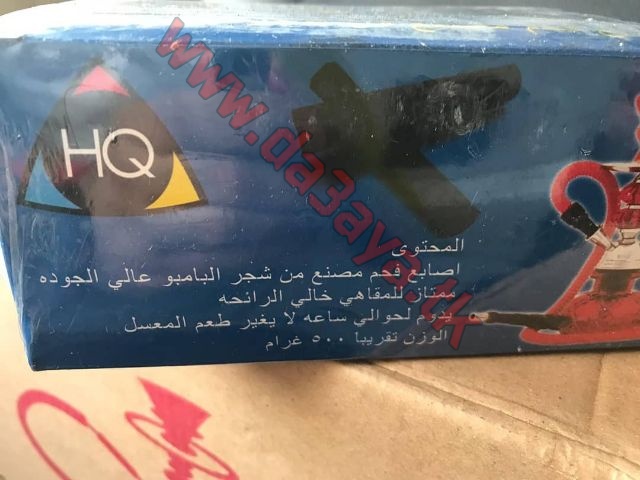 www.da3aya.tk
HQ
المحتوى
اصابع فحم مصنع من شجر البامبو عالي الجوده
ممتاز للمقاهي خالي الرائحه
يدوم لحوالي ساعه لا يغير طعم المعسل
الوزن تقريبا ٥٠٠ غرام